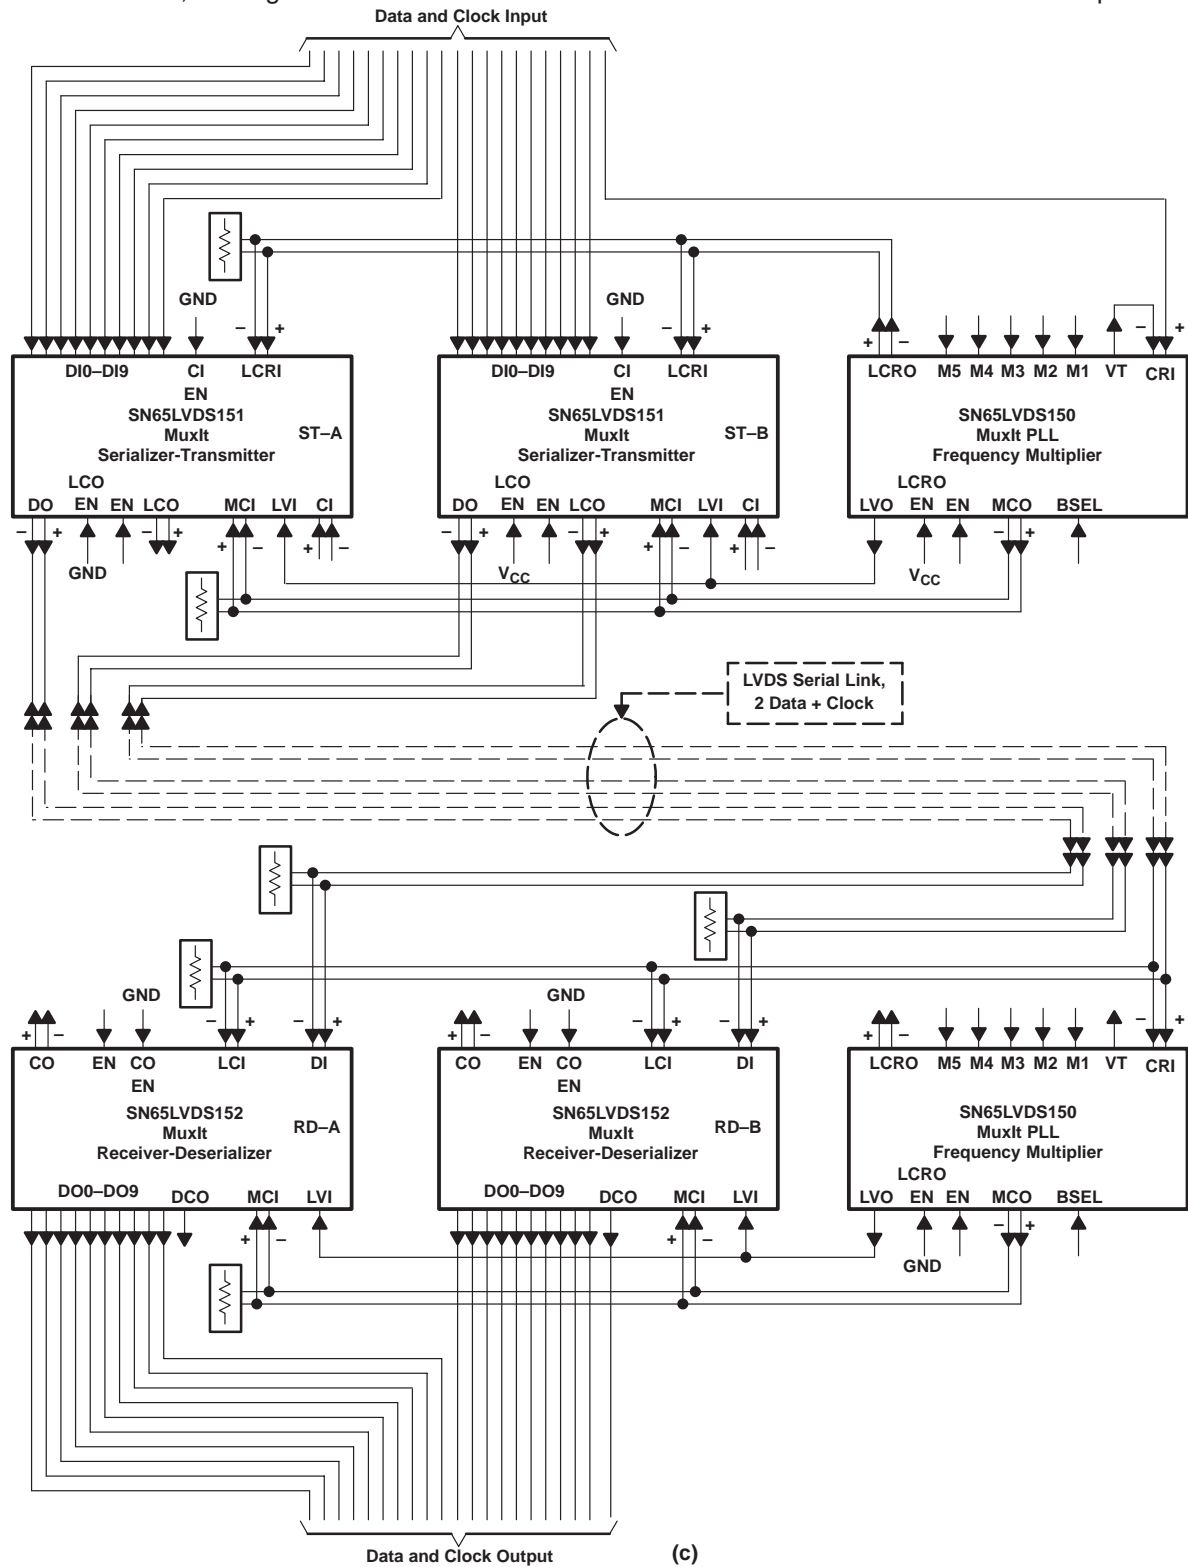 Data and Clock Input
GND
GND
– +
– +
+ –
– +
DI0–DI9 CI EN LCRI
SN65LVDS151
MuxIt
Serializer-Transmitter
ST–A
DO LCO EN EN LCO MCI LVI CI
– + – + + – + –
GND
DI0–DI9 CI EN LCRI
SN65LVDS151
MuxIt
Serializer-Transmitter
ST–B
DO LCO EN EN LCO MCI LVI CI
– + – + + – + –
VCC
LCRO M5 M4 M3 M2 M1 VT CRI
SN65LVDS150
MuxIt PLL
Frequency Multiplier
LVO LCRO EN EN MCO BSEL
– +
VCC
LVDS Serial Link,
2 Data + Clock
GND
GND
+ – – + – +
+ – – + – +
+ – – +
CO EN CO EN LCI DI
SN65LVDS152
MuxIt
Receiver-Deserializer
RD–A
DO0–DO9 DCO MCI LVI
+ –
CO EN CO EN LCI DI
SN65LVDS152
MuxIt
Receiver-Deserializer
RD–B
DO0–DO9 DCO MCI LVI
+ –
LCRO M5 M4 M3 M2 M1 VT CRI
SN65LVDS150
MuxIt PLL
Frequency Multiplier
LVO LCRO EN EN MCO BSEL
– +
GND
Data and Clock Output
(c)